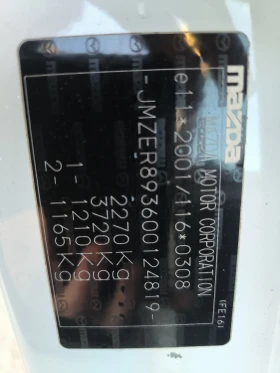 mazda
MAZDA MOTOR CORPORATION
e11*2001/116*0308
-JMZER893600124819-
2270 Kg
3720 Kg
1- 1210 Kg
2- 1165 Kg
(FE16)